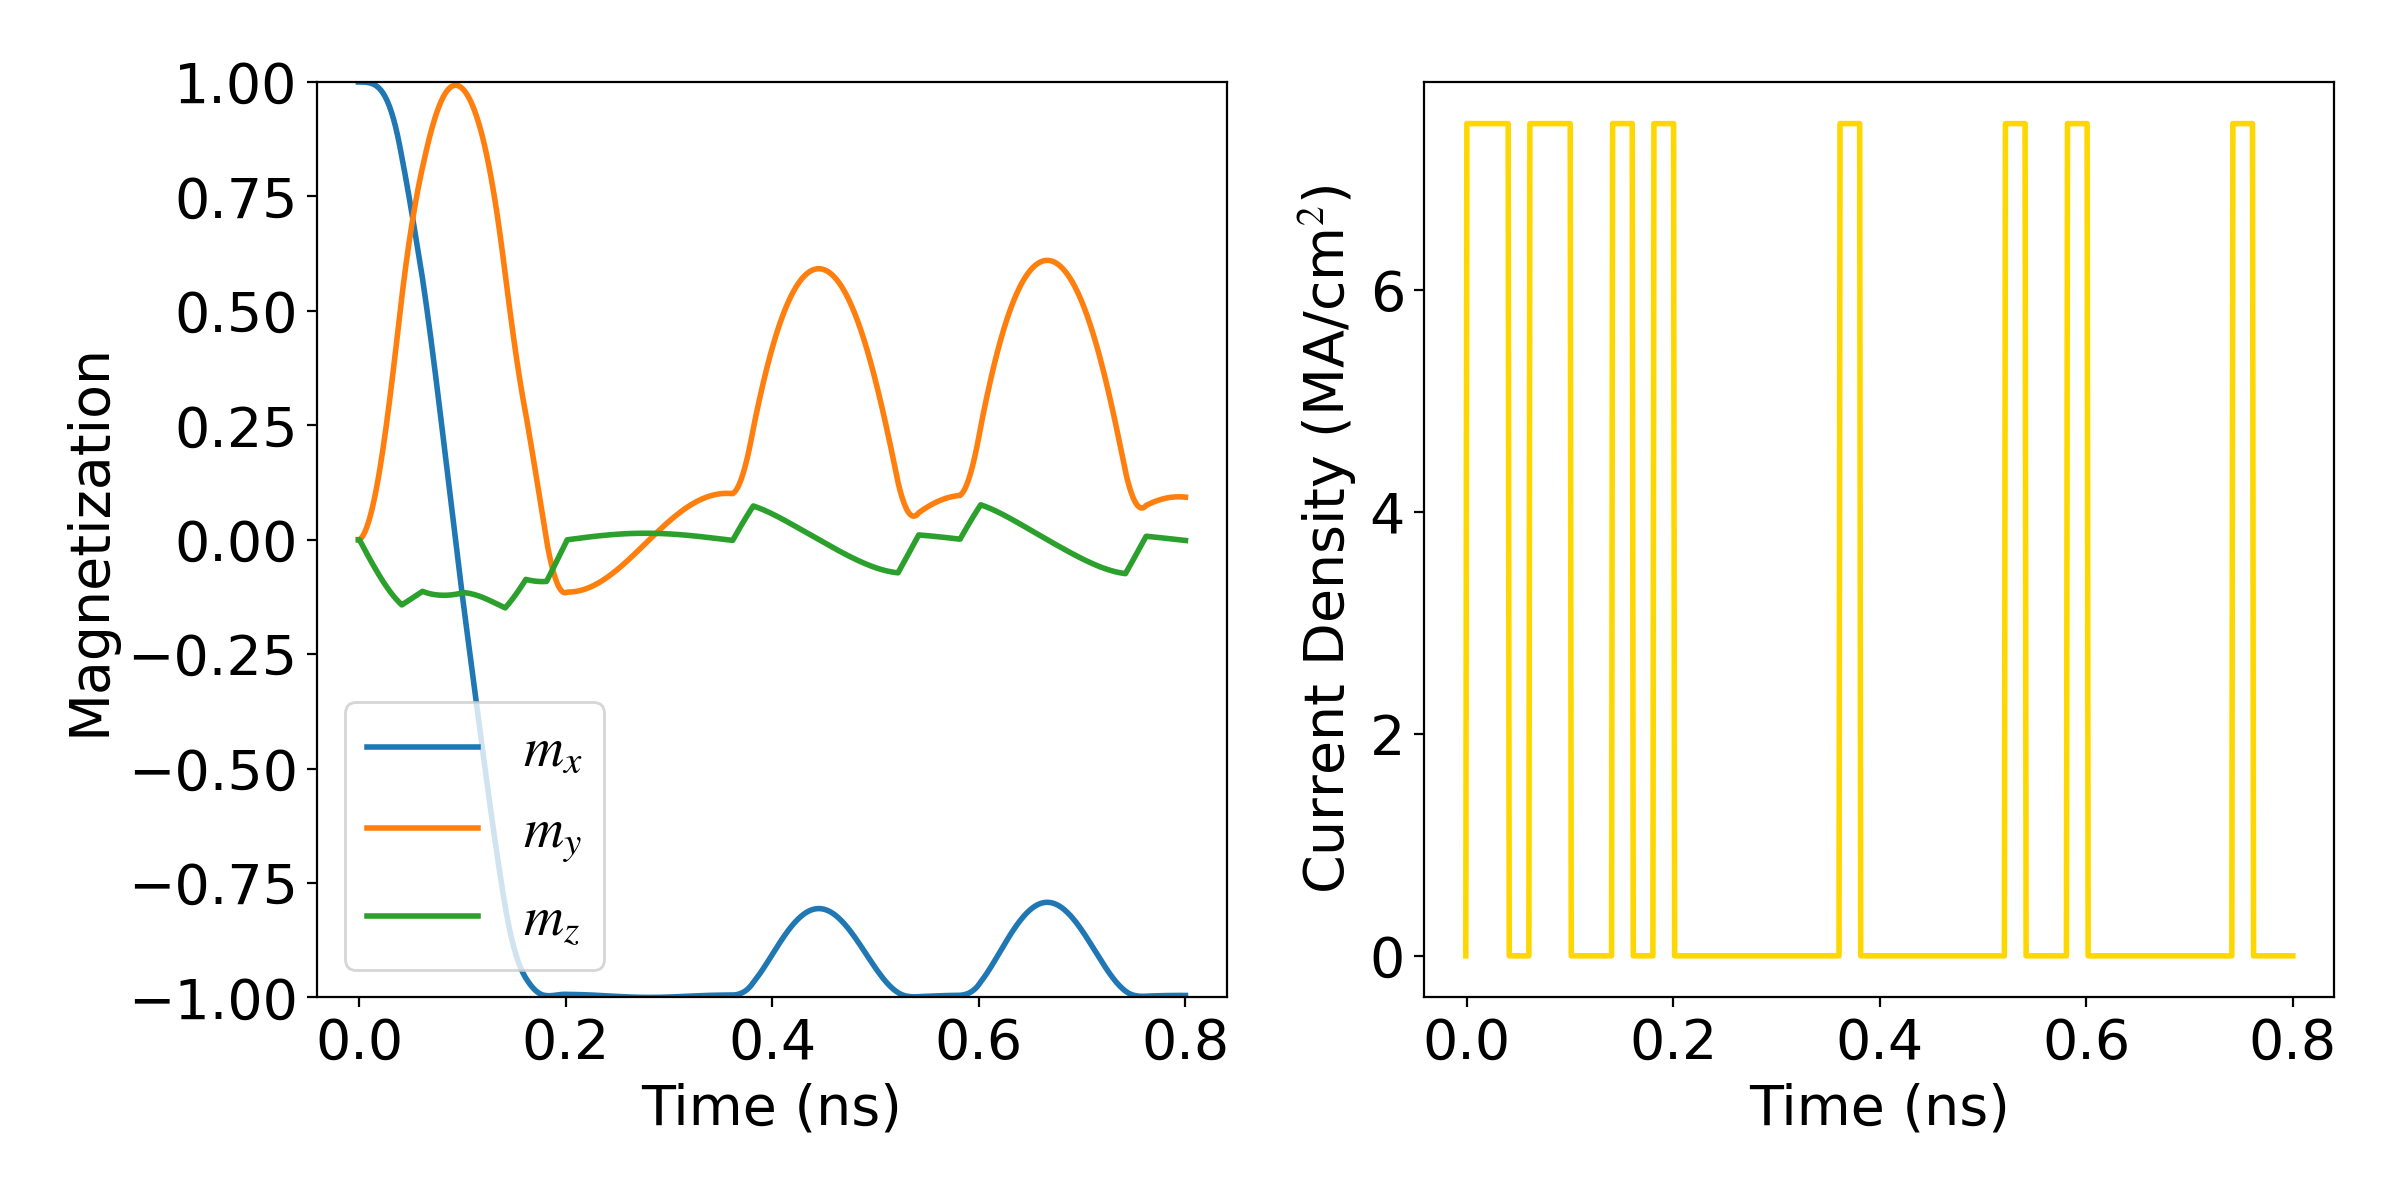 Magnetization
1.00
0.75
0.50
0.25
0.00
−0.25
−0.50
−0.75
−1.00
m_x
m_y
m_z
0.0 0.2 0.4 0.6 0.8
Time (ns)
Current Density (MA/cm²)
6
4
2
0
0.0 0.2 0.4 0.6 0.8
Time (ns)